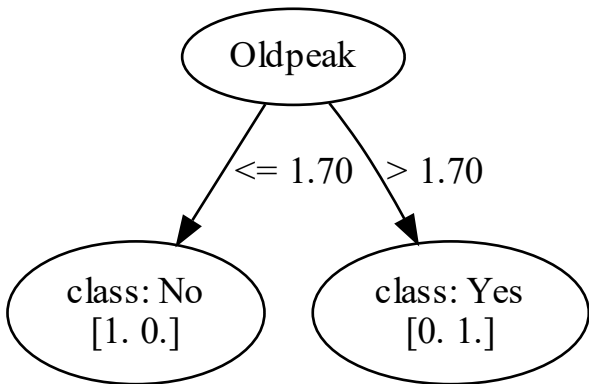 Oldpeak
<= 1.70
> 1.70
class: No
[1. 0.]
class: Yes
[0. 1.]